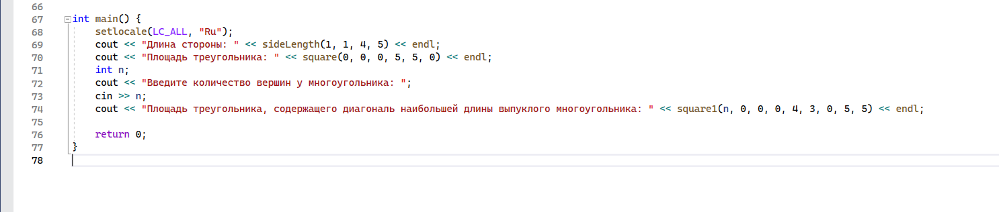 66
67 int main() {
68 setlocale(LC_ALL, "Ru");
69 cout << "Длина стороны: " << sideLength(1, 1, 4, 5) << endl;
70 cout << "Площадь треугольника: " << square(0, 0, 0, 5, 5, 0) << endl;
71 int n;
72 cout << "Введите количество вершин у многоугольника: ";
73 cin >> n;
74 cout << "Площадь треугольника, содержащего диагональ наибольшей длины выпуклого многоугольника: " << square1(n, 0, 0, 0, 4, 3, 0, 5, 5) << endl;
75
76 return 0;
77 }
78